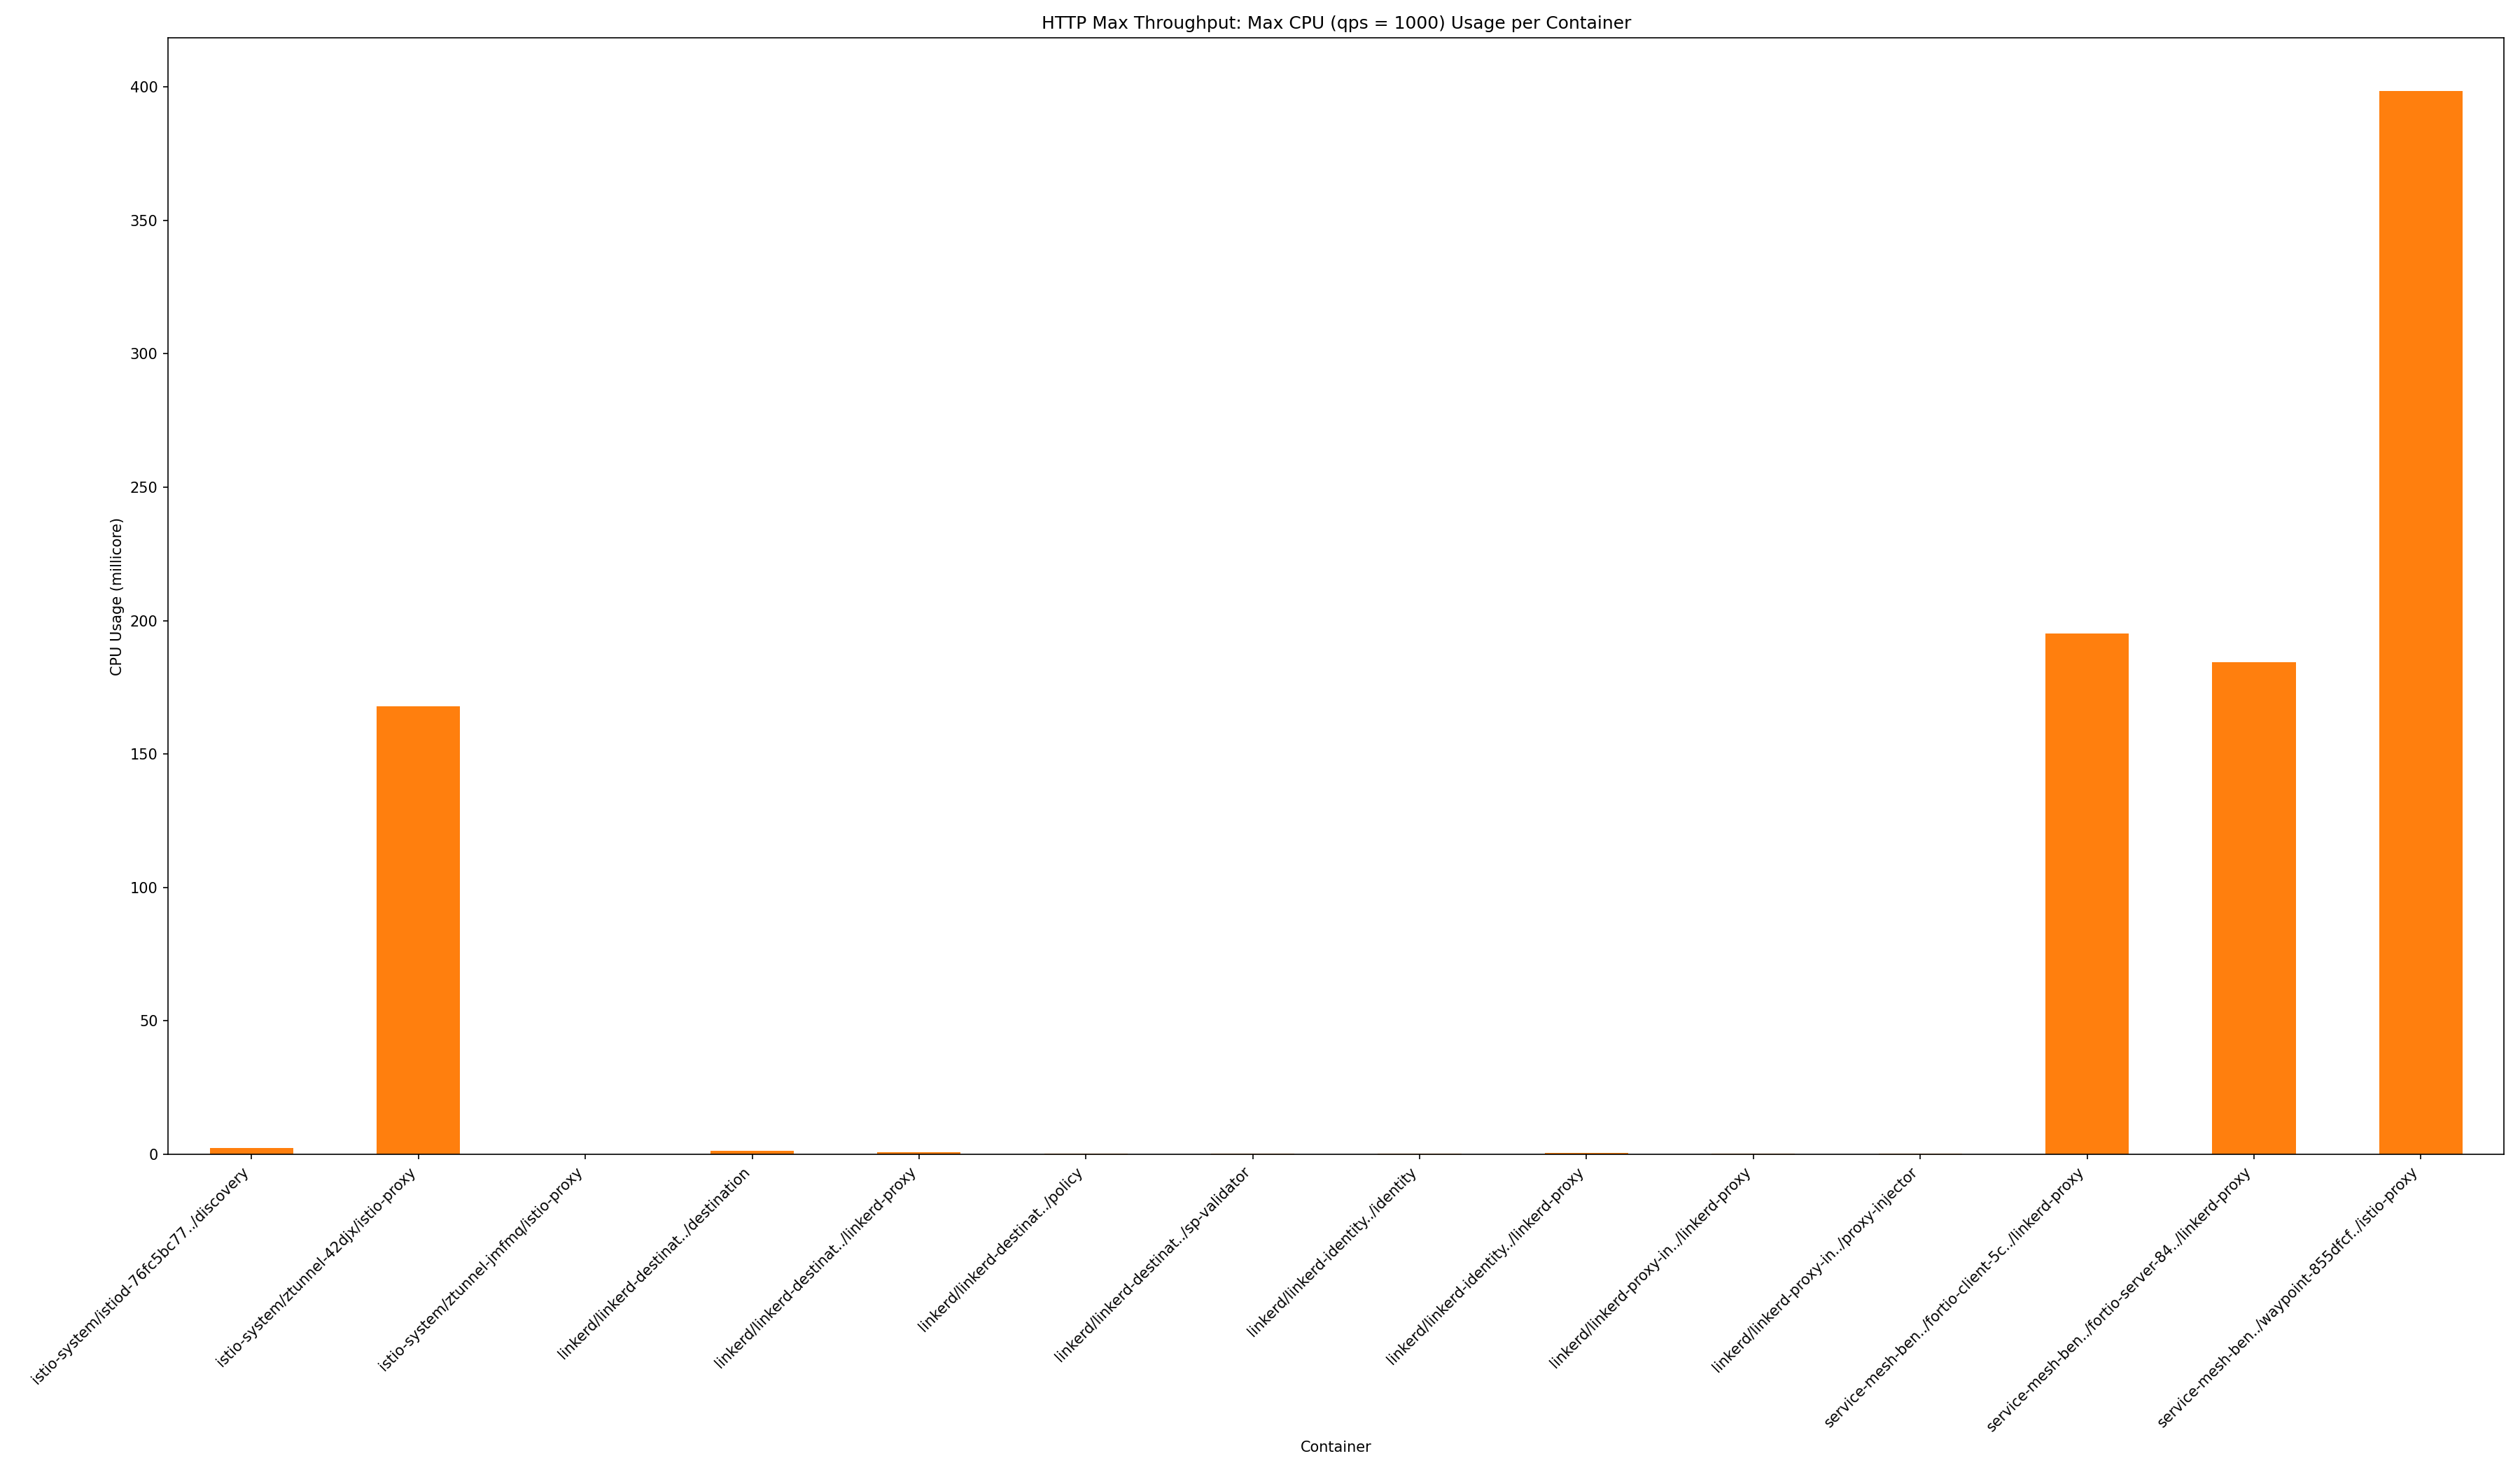 HTTP Max Throughput: Max CPU (qps = 1000) Usage per Container
CPU Usage (millicore)
400
350
300
250
200
150
100
50
0
istio-system/istiod-76fc5bc77../discovery
istio-system/ztunnel-42djx/istio-proxy
istio-system/ztunnel-jmfmq/istio-proxy
linkerd/linkerd-destinat../destination
linkerd/linkerd-destinat../linkerd-proxy
linkerd/linkerd-destinat../policy
linkerd/linkerd-destinat../sp-validator
linkerd/linkerd-identity../identity
linkerd/linkerd-identity../linkerd-proxy
linkerd/linkerd-proxy-in../linkerd-proxy
linkerd/linkerd-proxy-in../proxy-injector
service-mesh-ben../fortio-client-5c../linkerd-proxy
service-mesh-ben../fortio-server-84../linkerd-proxy
service-mesh-ben../waypoint-855dfcf../istio-proxy
Container